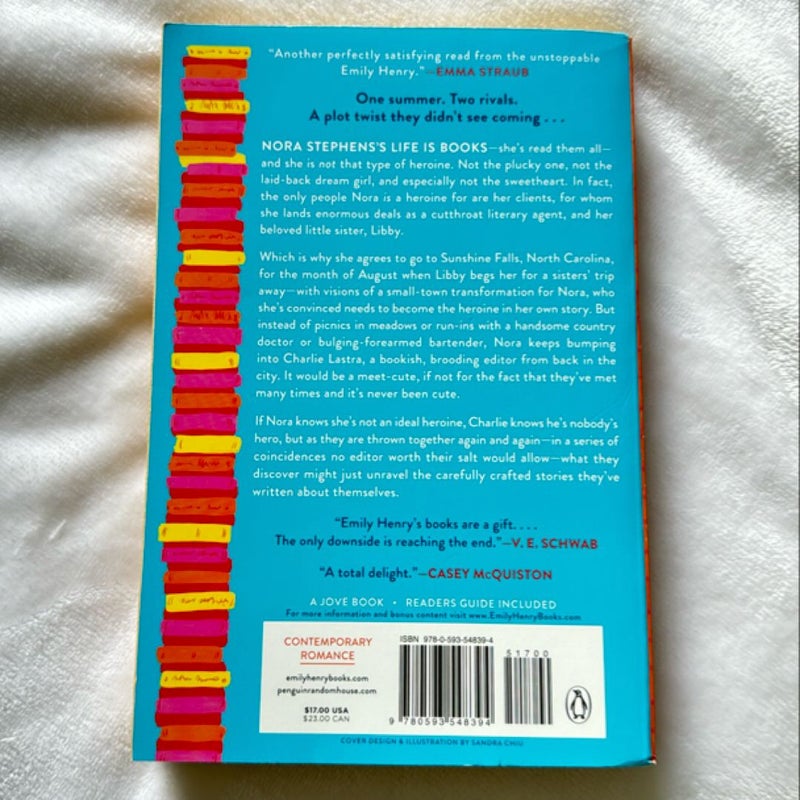 “Another perfectly satisfying read from the unstoppable
Emily Henry.”—EMMA STRAUB
One summer. Two rivals.
A plot twist they didn’t see coming . . .
NORA STEPHENS’S LIFE IS BOOKS—she’s read them all—
and she is not that type of heroine. Not the plucky one, not the
laid-back dream girl, and especially not the sweetheart. In fact,
the only people Nora is a heroine for are her clients, for whom
she lands enormous deals as a cutthroat literary agent, and her
beloved little sister, Libby.
Which is why she agrees to go to Sunshine Falls, North Carolina,
for the month of August when Libby begs her for a sisters’ trip
away—with visions of a small-town transformation for Nora, who
she’s convinced needs to become the heroine in her own story. But
instead of picnics in meadows or run-ins with a handsome country
doctor or bulging-forearmed bartender, Nora keeps bumping
into Charlie Lastra, a bookish, brooding editor from back in the
city. It would be a meet-cute, if not for the fact that they’ve met
many times and it’s never been cute.
If Nora knows she’s not an ideal heroine, Charlie knows he’s nobody’s
hero, but as they are thrown together again and again—in a series of
coincidences no editor worth their salt would allow—what they
discover might just unravel the carefully crafted stories they’ve
written about themselves.
“Emily Henry’s books are a gift. . . .
The only downside is reaching the end.”—V. E. SCHWAB
“A total delight.”—CASEY McQUISTON
A JOVE BOOK • READERS GUIDE INCLUDED
For more information and bonus content visit www.EmilyHenryBooks.com
CONTEMPORARY
ROMANCE
emilyhenrybooks.com
penguinrandomhouse.com
$17.00 USA
$23.00 CAN
ISBN 978-0-593-54839-4
51700
9 780593 548394
COVER DESIGN & ILLUSTRATION BY SANDRA CHIU